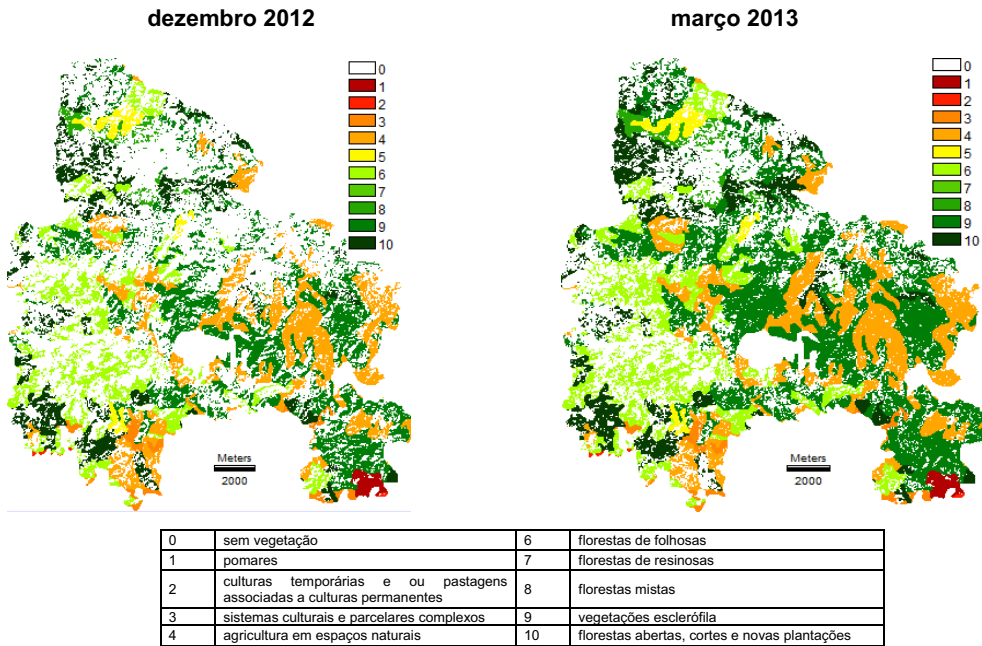 dezembro 2012
março 2013
0
1
2
3
4
5
6
7
8
9
10
Meters
2000
0
1
2
3
4
5
6
7
8
9
10
Meters
2000
0 sem vegetação 6 florestas de folhosas
1 pomares 7 florestas de resinosas
2 culturas temporárias e ou pastagens
associadas a culturas permanentes 8 florestas mistas
3 sistemas culturais e parcelares complexos 9 vegetações esclerófila
4 agricultura em espaços naturais 10 florestas abertas, cortes e novas plantações